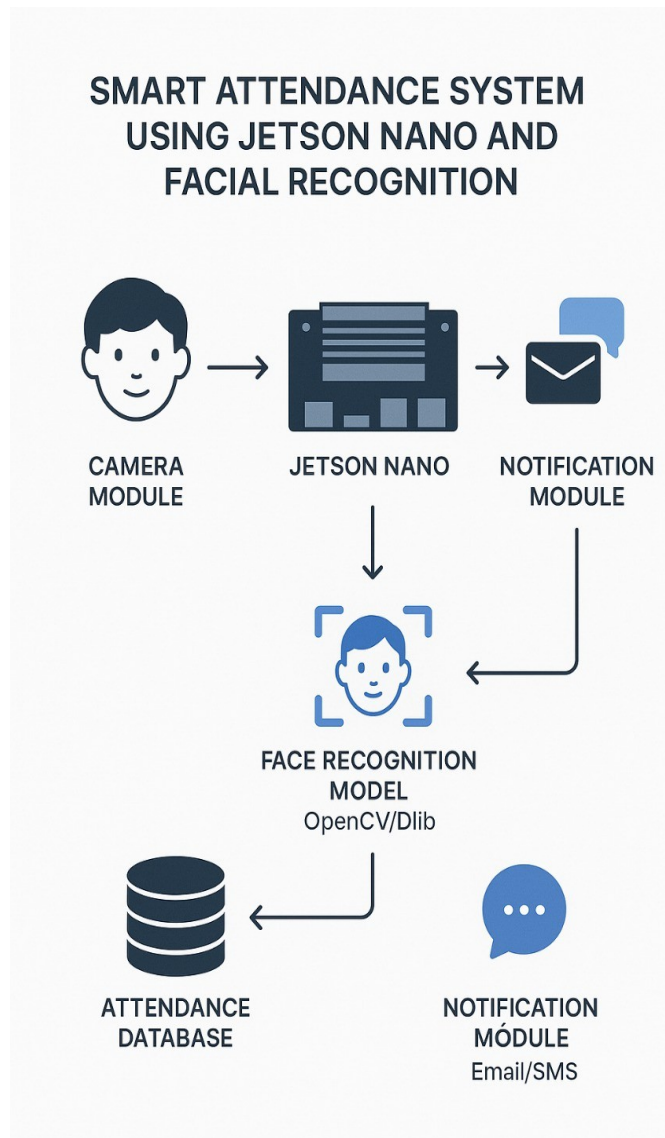 SMART ATTENDANCE SYSTEM
USING JETSON NANO AND
FACIAL RECOGNITION
CAMERA
MODULE
JETSON NANO
NOTIFICATION
MODULE
FACE RECOGNITION
MODEL
OpenCV/Dlib
ATTENDANCE
DATABASE
NOTIFICATION
MÓDULE
Email/SMS